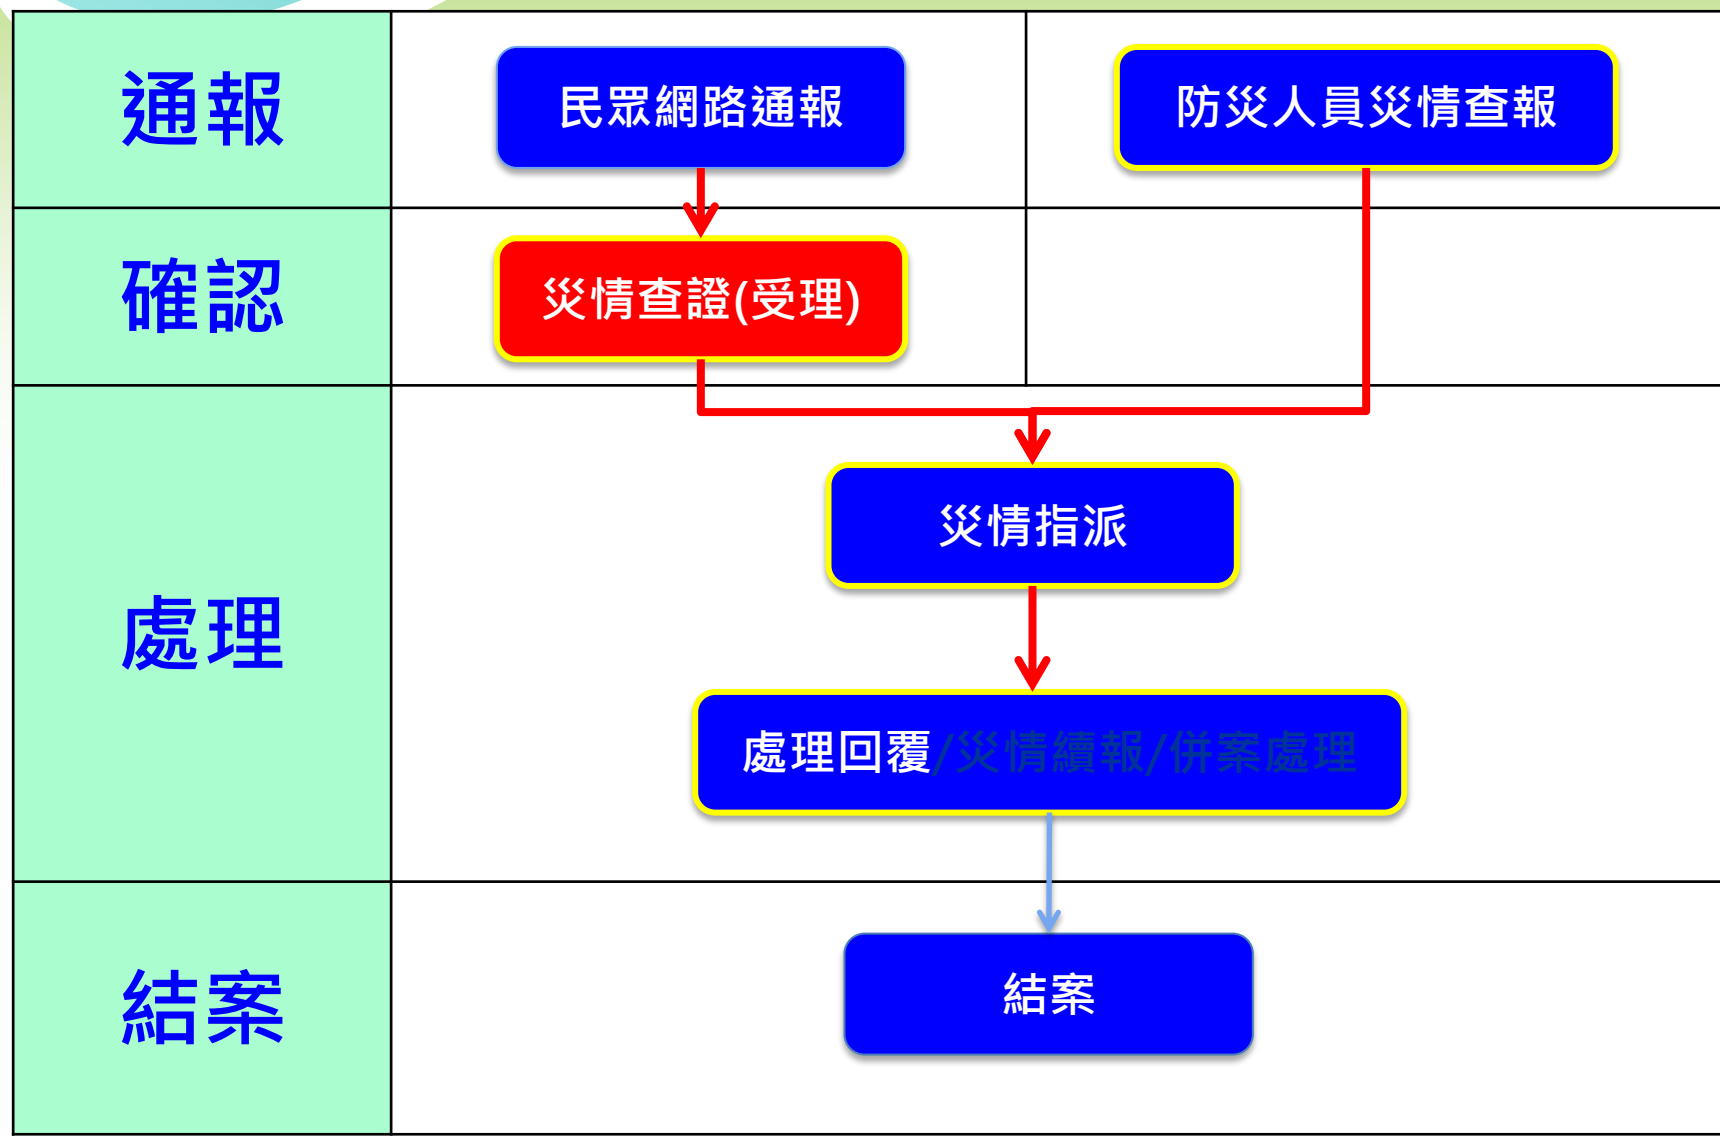 通報
民眾網路通報
防災人員災情查報
確認
災情查證(受理)
處理
災情指派
處理回覆/災情續報/併案處理
結案
結案